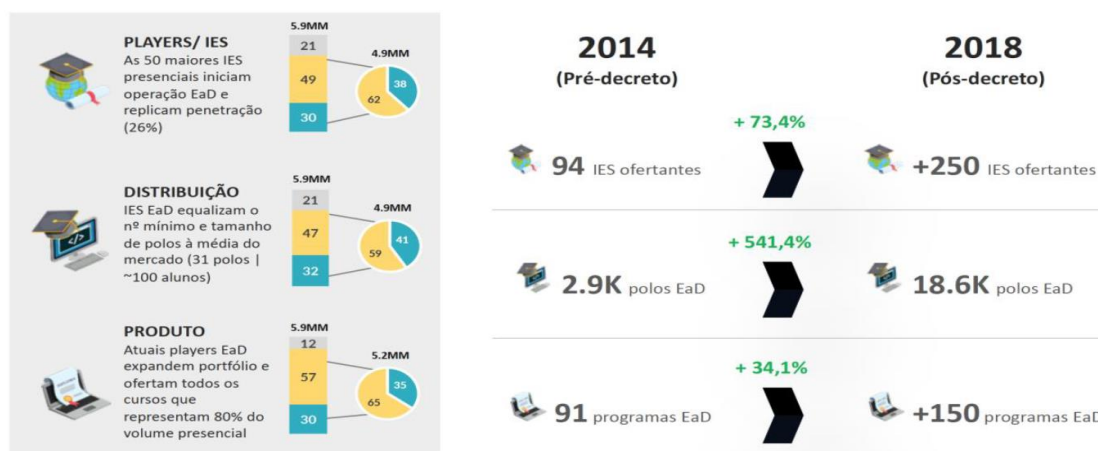 PLAYERS/ IES
As 50 maiores IES
presenciais iniciam
operação EaD e
replicam penetração
(26%)
5.9MM
21
49
30
4.9MM
38
62
DISTRIBUIÇÃO
IES EaD equalizam o
nº mínimo e tamanho
de polos à média do
mercado (31 polos |
~100 alunos)
5.9MM
21
47
32
4.9MM
41
59
PRODUTO
Atuais players EaD
expandem portfólio e
ofertam todos os
cursos que
representam 80% do
volume presencial
5.9MM
12
57
30
5.2MM
35
65
2014
(Pré-decreto)
2018
(Pós-decreto)
+ 73,4%
94 IES ofertantes
+250 IES ofertantes
+ 541,4%
2.9K polos EaD
18.6K polos EaD
+ 34,1%
91 programas EaD
+150 programas EaD